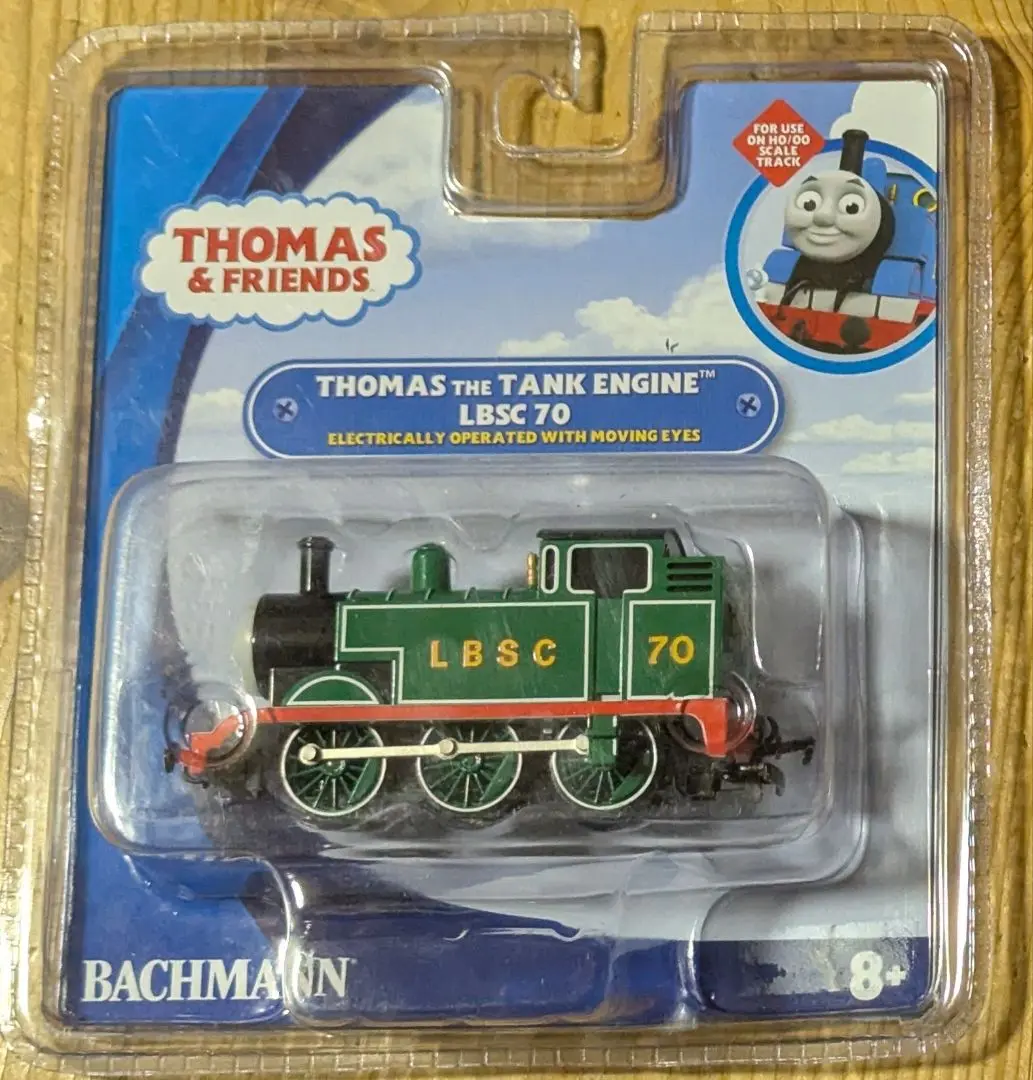 FOR USE
ON HO/OO
SCALE
TRACK
THOMAS
& FRIENDS
THOMAS THE TANK ENGINE™
LBSC 70
ELECTRICALLY OPERATED WITH MOVING EYES
LBSC
70
BACHMANN
8+